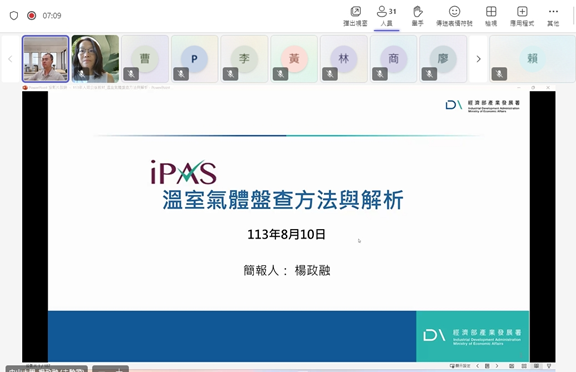 07:09
31
彈出視窗
人員
舉手
傳送表情符號
檢視
應用程式
其他
曹
P
李
黃
林
商
廖
賴
經濟部產業發展署
Industrial Development Administration
Ministry of Economic Affairs
iPAS
溫室氣體盤查方法與解析
113年8月10日
簡報人： 楊政融
經濟部產業發展署
Industrial Development Administration
Ministry of Economic Affairs